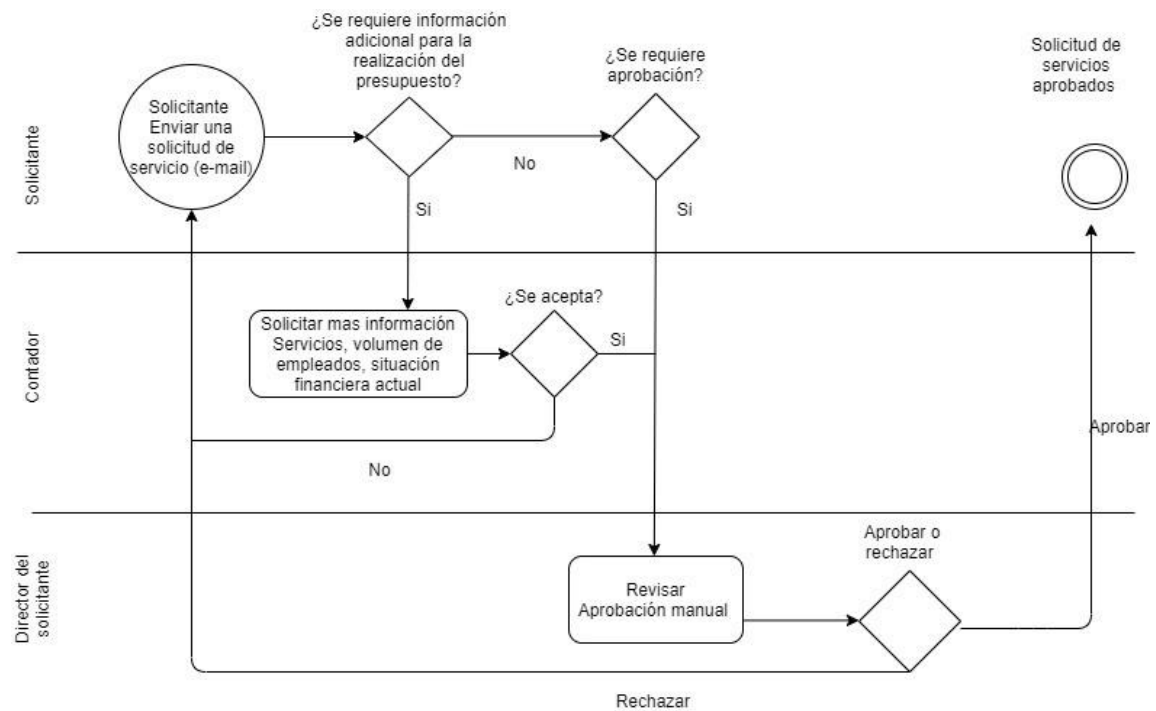 ¿Se requiere información
adicional para la
realización del
presupuesto?
¿Se requiere
aprobación?
Solicitud de
servicios
aprobados
Solicitante
Solicitante
Enviar una
solicitud de
servicio (e-mail)
No
Si
Si
Contador
Solicitar mas información
Servicios, volumen de
empleados, situación
financiera actual
¿Se acepta?
Si
No
Aprobar
Director del
solicitante
Revisar
Aprobación manual
Aprobar o
rechazar
Rechazar